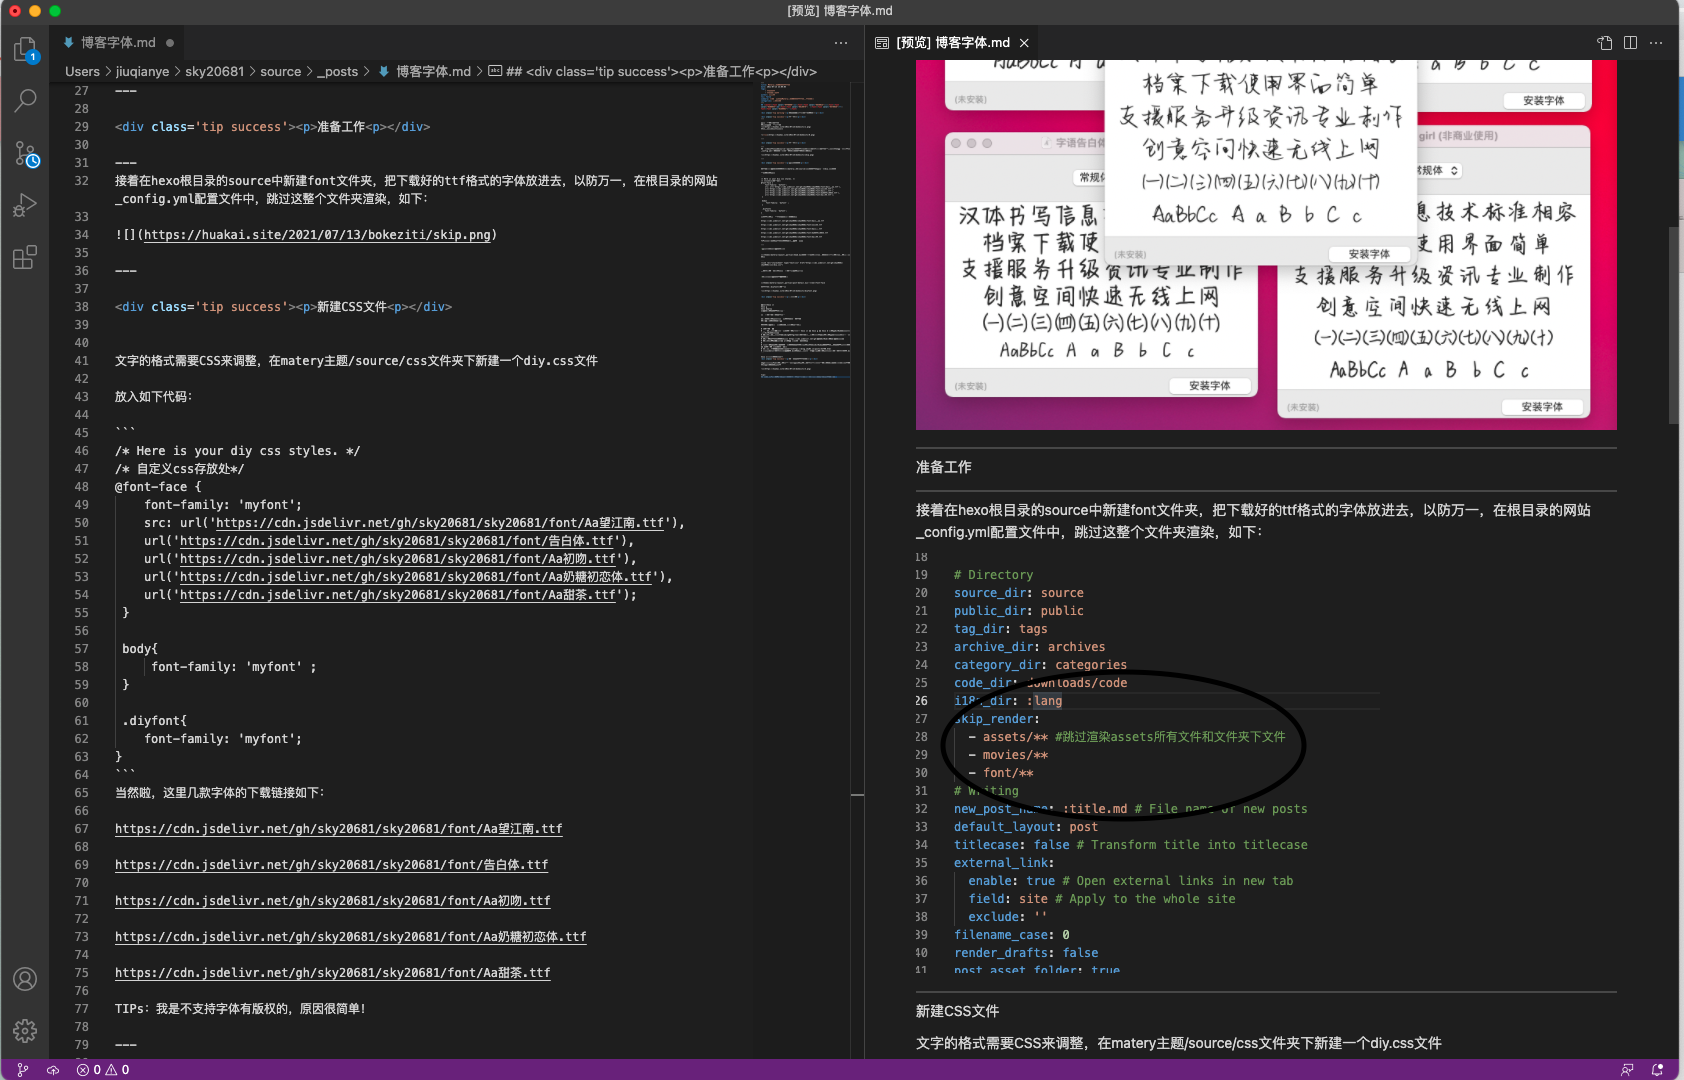 [预览] 博客字体.md
博客字体.md
[预览] 博客字体.md
Users > jiuqianye > sky20681 > source > _posts > 博客字体.md > ## <div class='tip success'><p>准备工作<p></div>
1
27 ---
28
29 <div class='tip success'><p>准备工作<p></div>
30
31 ---
32 接着在hexo根目录的source中新建font文件夹，把下载好的ttf格式的字体放进去，以防万一，在根目录的网站
_config.yml配置文件中，跳过这整个文件夹渲染，如下：
33
34 ![](https://huakai.site/2021/07/13/bokeziti/skip.png)
35
36 ---
37
38 <div class='tip success'><p>新建CSS文件<p></div>
39
40
41 文字的格式需要CSS来调整，在matery主题/source/css文件夹下新建一个diy.css文件
42
43 放入如下代码：
44
45 ```
46 /* Here is your diy css styles. */
47 /* 自定义css存放处*/
48 @font-face {
49 font-family: 'myfont';
50 src: url('https://cdn.jsdelivr.net/gh/sky20681/sky20681/font/Aa望江南.ttf'),
51 url('https://cdn.jsdelivr.net/gh/sky20681/sky20681/font/告白体.ttf'),
52 url('https://cdn.jsdelivr.net/gh/sky20681/sky20681/font/Aa初吻.ttf'),
53 url('https://cdn.jsdelivr.net/gh/sky20681/sky20681/font/Aa奶糖初恋体.ttf'),
54 url('https://cdn.jsdelivr.net/gh/sky20681/sky20681/font/Aa甜茶.ttf');
55 }
56
57 body{
58 font-family: 'myfont' ;
59 }
60
61 .diyfont{
62 font-family: 'myfont';
63 }
64 ```
65 当然啦，这里几款字体的下载链接如下：
66
67 https://cdn.jsdelivr.net/gh/sky20681/sky20681/font/Aa望江南.ttf
68
69 https://cdn.jsdelivr.net/gh/sky20681/sky20681/font/告白体.ttf
70
71 https://cdn.jsdelivr.net/gh/sky20681/sky20681/font/Aa初吻.ttf
72
73 https://cdn.jsdelivr.net/gh/sky20681/sky20681/font/Aa奶糖初恋体.ttf
74
75 https://cdn.jsdelivr.net/gh/sky20681/sky20681/font/Aa甜茶.ttf
76
77 TIPs：我是不支持字体有版权的，原因很简单！
78
79 ---
0 0
(未安装)
安装字体
档案下载使用界面简单
支援服务升级资讯专业制作
创意空间快速无线上网
(一)(二)(三)(四)(五)(六)(七)(八)(九)(十)
AaBbCc A a B b C c
(未安装) 安装字体
字语告白体
常规体
汉体书写信息
档案下载使
支援服务升级资讯专业制作
创意空间快速无线上网
(一)(二)(三)(四)(五)(六)(七)(八)(九)(十)
AaBbCc A a B b C c
(未安装) 安装字体
girl (非商业使用)
常规体
息技术标准相容
使用界面简单
支援服务升级资讯专业制作
创意空间快速无线上网
(一)(二)(三)(四)(五)(六)(七)(八)(九)(十)
AaBbCc A a B b C c
(未安装) 安装字体
准备工作
接着在hexo根目录的source中新建font文件夹，把下载好的ttf格式的字体放进去，以防万一，在根目录的网站
_config.yml配置文件中，跳过这整个文件夹渲染，如下：
18
19 # Directory
20 source_dir: source
21 public_dir: public
22 tag_dir: tags
23 archive_dir: archives
24 category_dir: categories
25 code_dir: downloads/code
26 i18n_dir: :lang
27 skip_render:
28 - assets/** #跳过渲染assets所有文件和文件夹下文件
29 - movies/**
30 - font/**
31 # Writing
32 new_post_name: :title.md # File name of new posts
33 default_layout: post
34 titlecase: false # Transform title into titlecase
35 external_link:
36 enable: true # Open external links in new tab
37 field: site # Apply to the whole site
38 exclude: ''
39 filename_case: 0
40 render_drafts: false
41 post_asset_folder: true
新建CSS文件
文字的格式需要CSS来调整，在matery主题/source/css文件夹下新建一个diy.css文件